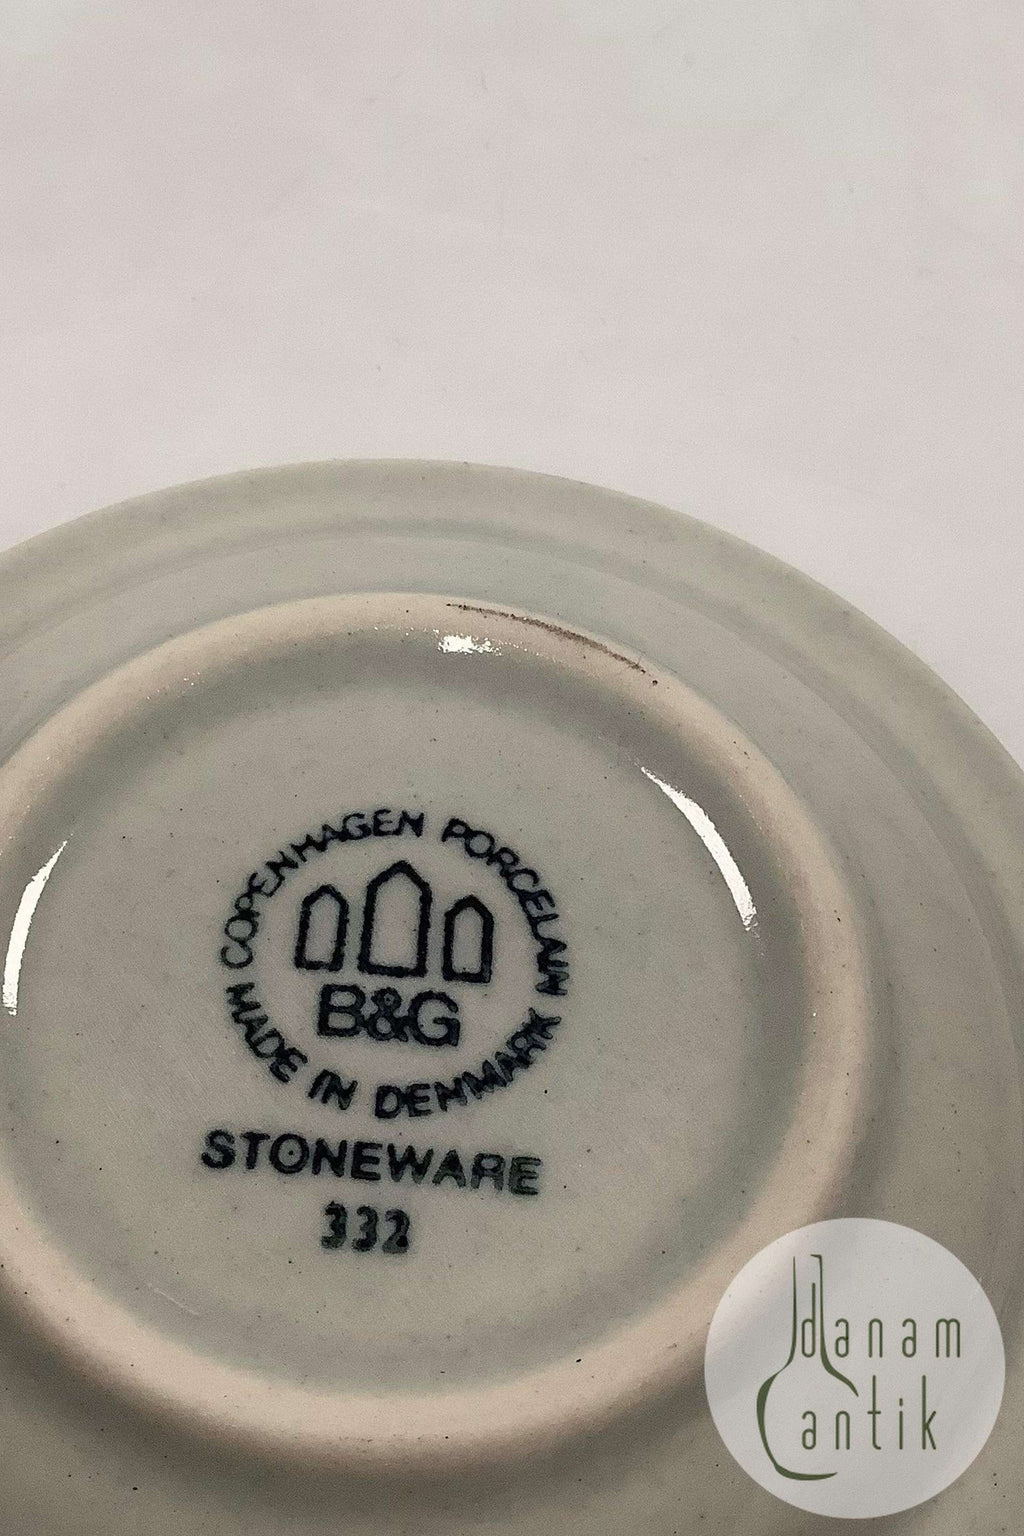 COPENHAGEN PORCELAIN
B&G
MADE IN DENMARK
STONEWARE
332
danam
antik